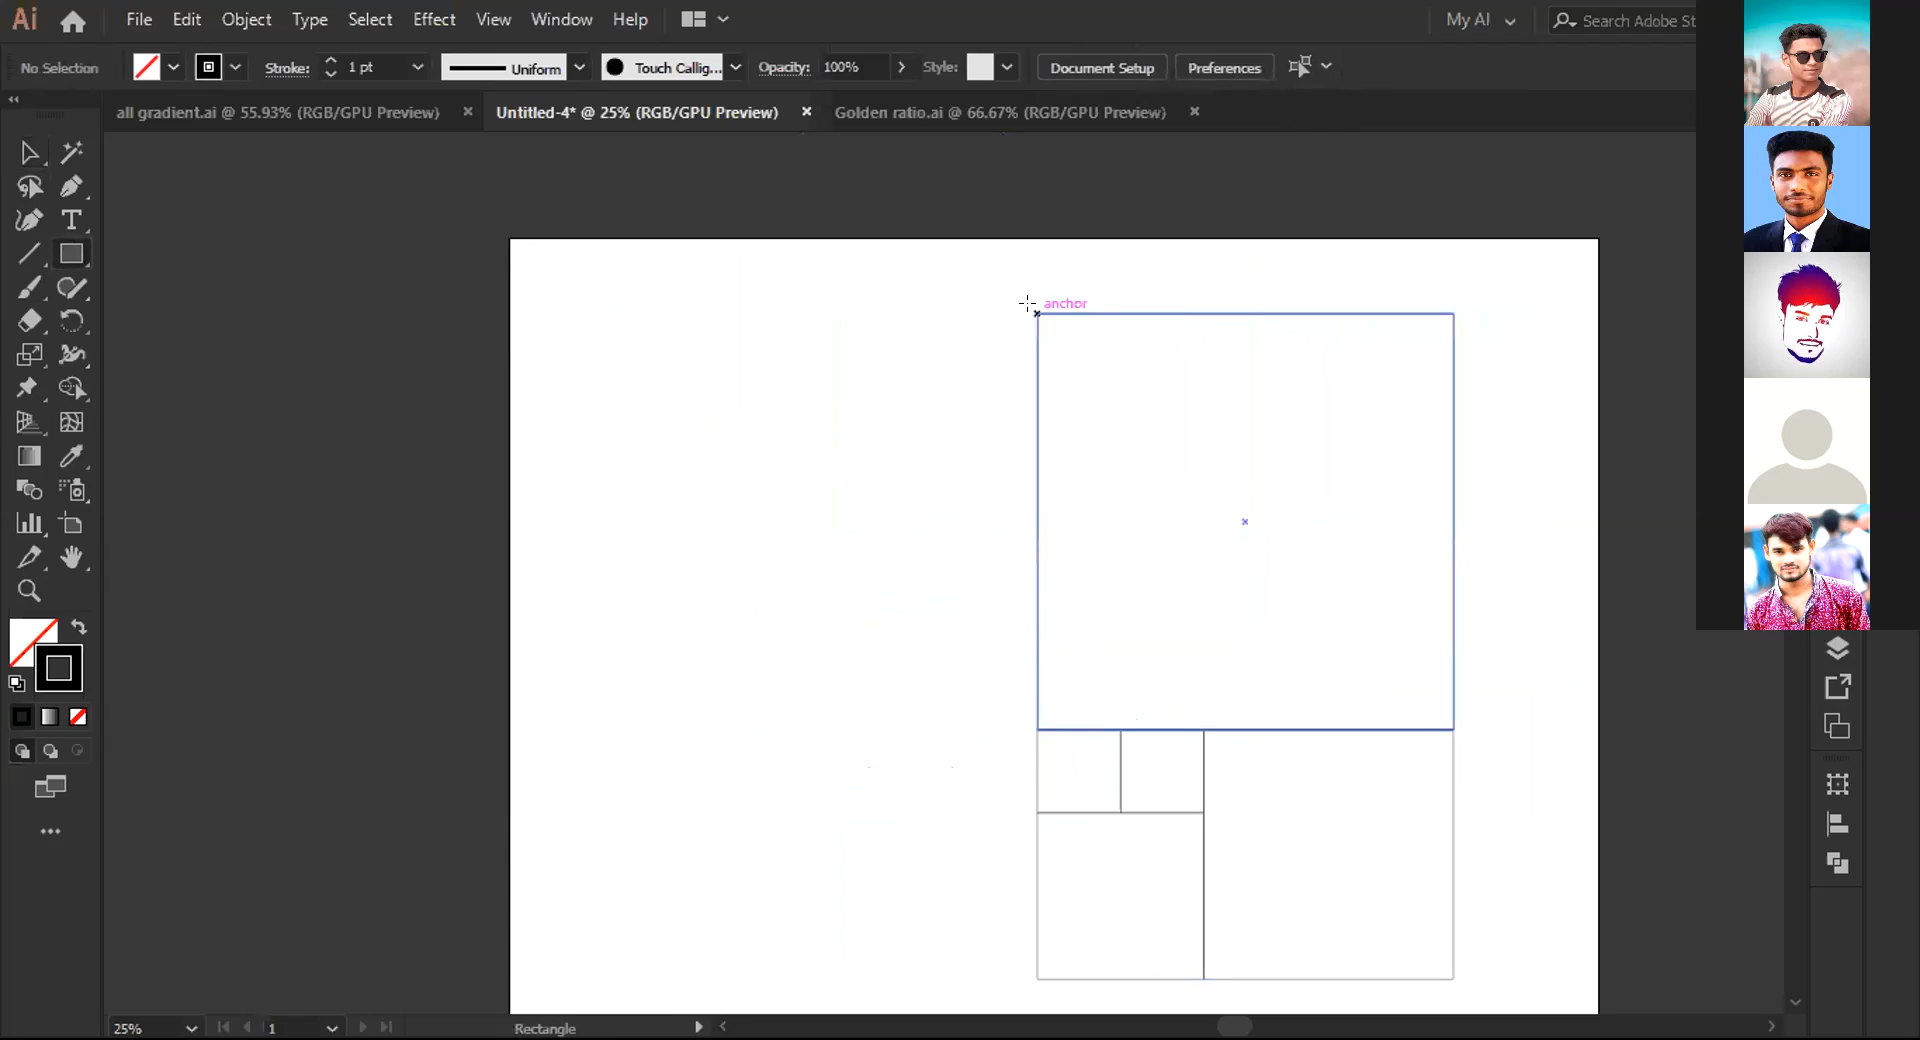 Ai File Edit Object Type Select Effect View Window Help My AI Search Adobe St
No Selection Stroke: 1 pt Uniform Touch Callig... Opacity: 100% Style: Document Setup Preferences
all gradient.ai @ 55.93% (RGB/GPU Preview) Untitled-4* @ 25% (RGB/GPU Preview) Golden ratio.ai @ 66.67% (RGB/GPU Preview)
anchor
25% 1 Rectangle